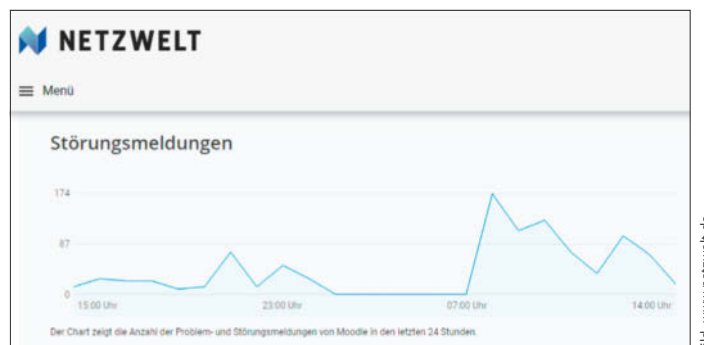 NETZWELT
Menü
Störungsmeldungen
174
87
0
15:00 Uhr 23:00 Uhr 07:00 Uhr 14:00 Uhr
Der Chart zeigt die Anzahl der Problem- und Störungsmeldungen von Moodle in den letzten 24 Stunden.